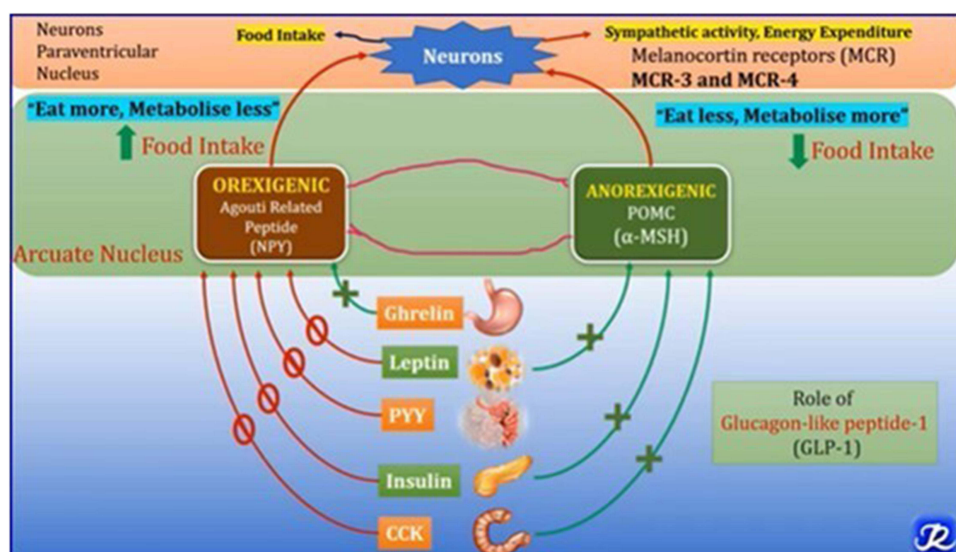 Neurons
Paraventricular
Nucleus
Food Intake
Neurons
Sympathetic activity, Energy Expenditure
Melanocortin receptors (MCR)
MCR-3 and MCR-4
"Eat more, Metabolise less"
Food Intake
"Eat less, Metabolise more"
Food Intake
OREXIGENIC
Agouti Related
Peptide
(NPY)
ANOREXIGENIC
POMC
(α-MSH)
Arcuate Nucleus
Ghrelin
Leptin
PYY
Insulin
CCK
Role of
Glucagon-like peptide-1
(GLP-1)